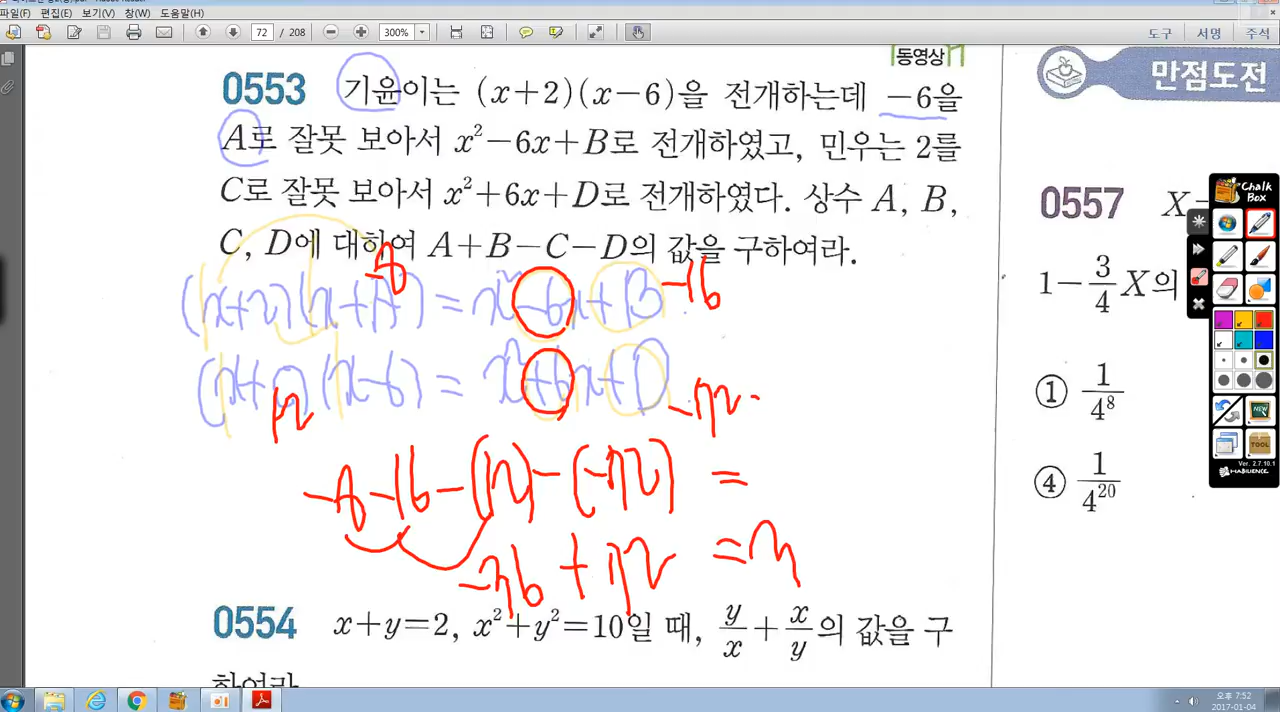 파일(F) 편집(E) 보기(V) 창(W) 도움말(H)
72 / 208 300% 도구 서명 주석
동영상
0553 기윤이는 (x+2)(x−6)을 전개하는데 −6을
A로 잘못 보아서 x²−6x+B로 전개하였고, 민우는 2를
C로 잘못 보아서 x²+6x+D로 전개하였다. 상수 A, B,
C, D에 대하여 A+B−C−D의 값을 구하여라.
-8
(x+2)(x+A) = x²-6x+B -16
(x+C)(x-6) = x²+6x+D
12 -72
-8-16-(12)-(-72) =
-36+72 =
0554 x+y=2, x²+y²=10일 때, y/x + x/y의 값을 구
하여라
만점도전
0557 X
1−3/4X의
① 1/4⁸
④ 1/4²⁰
Chalk Box
NEW
TOOL
Ver. 2.7.10.1
HABILIENCE
오후 7:52
2017-01-04